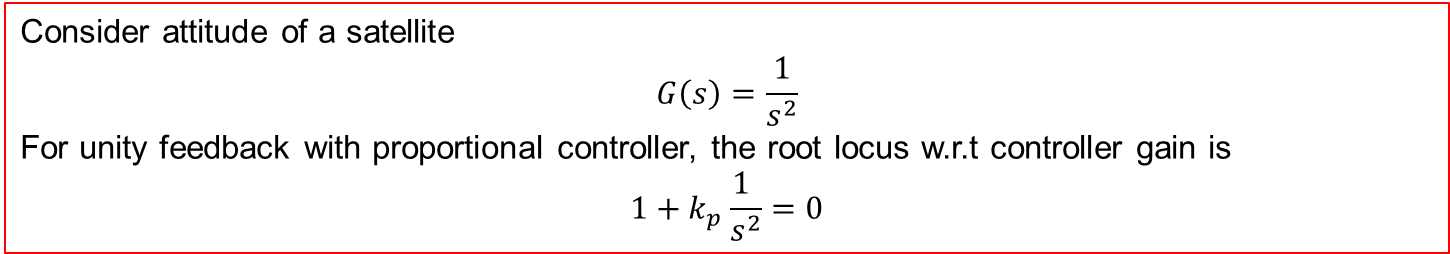 Consider attitude of a satellite
G(s) = 1/s²
For unity feedback with proportional controller, the root locus w.r.t controller gain is
1 + kₚ 1/s² = 0